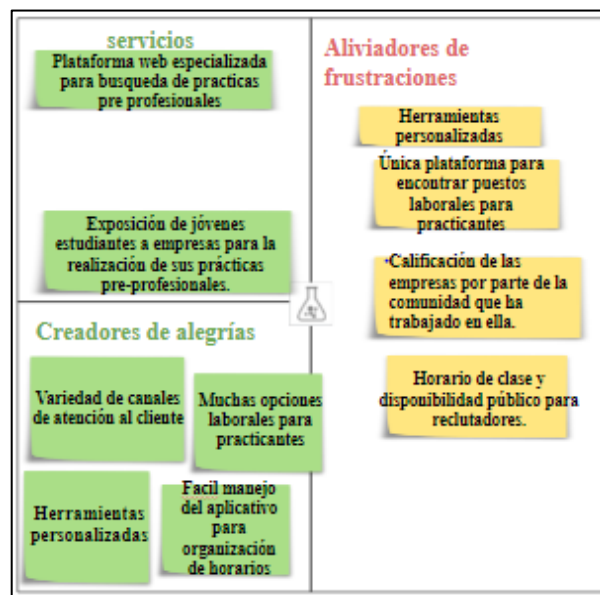 servicios
Plataforma web especializada
para busqueda de practicas
pre profesionales
Exposición de jóvenes
estudiantes a empresas para la
realización de sus prácticas
pre-profesionales.
Creadores de alegrías
Variedad de canales
de atención al cliente
Muchas opciones
laborales para
practicantes
Herramientas
personalizadas
Facil manejo
del aplicativo
para
organización
de horarios
Aliviadores de
frustraciones
Herramientas
personalizadas
Única plataforma para
encontrar puestos
laborales para
practicantes
•Calificación de las
empresas por parte de la
comunidad que ha
trabajado en ella.
Horario de clase y
disponibilidad público para
reclutadores.